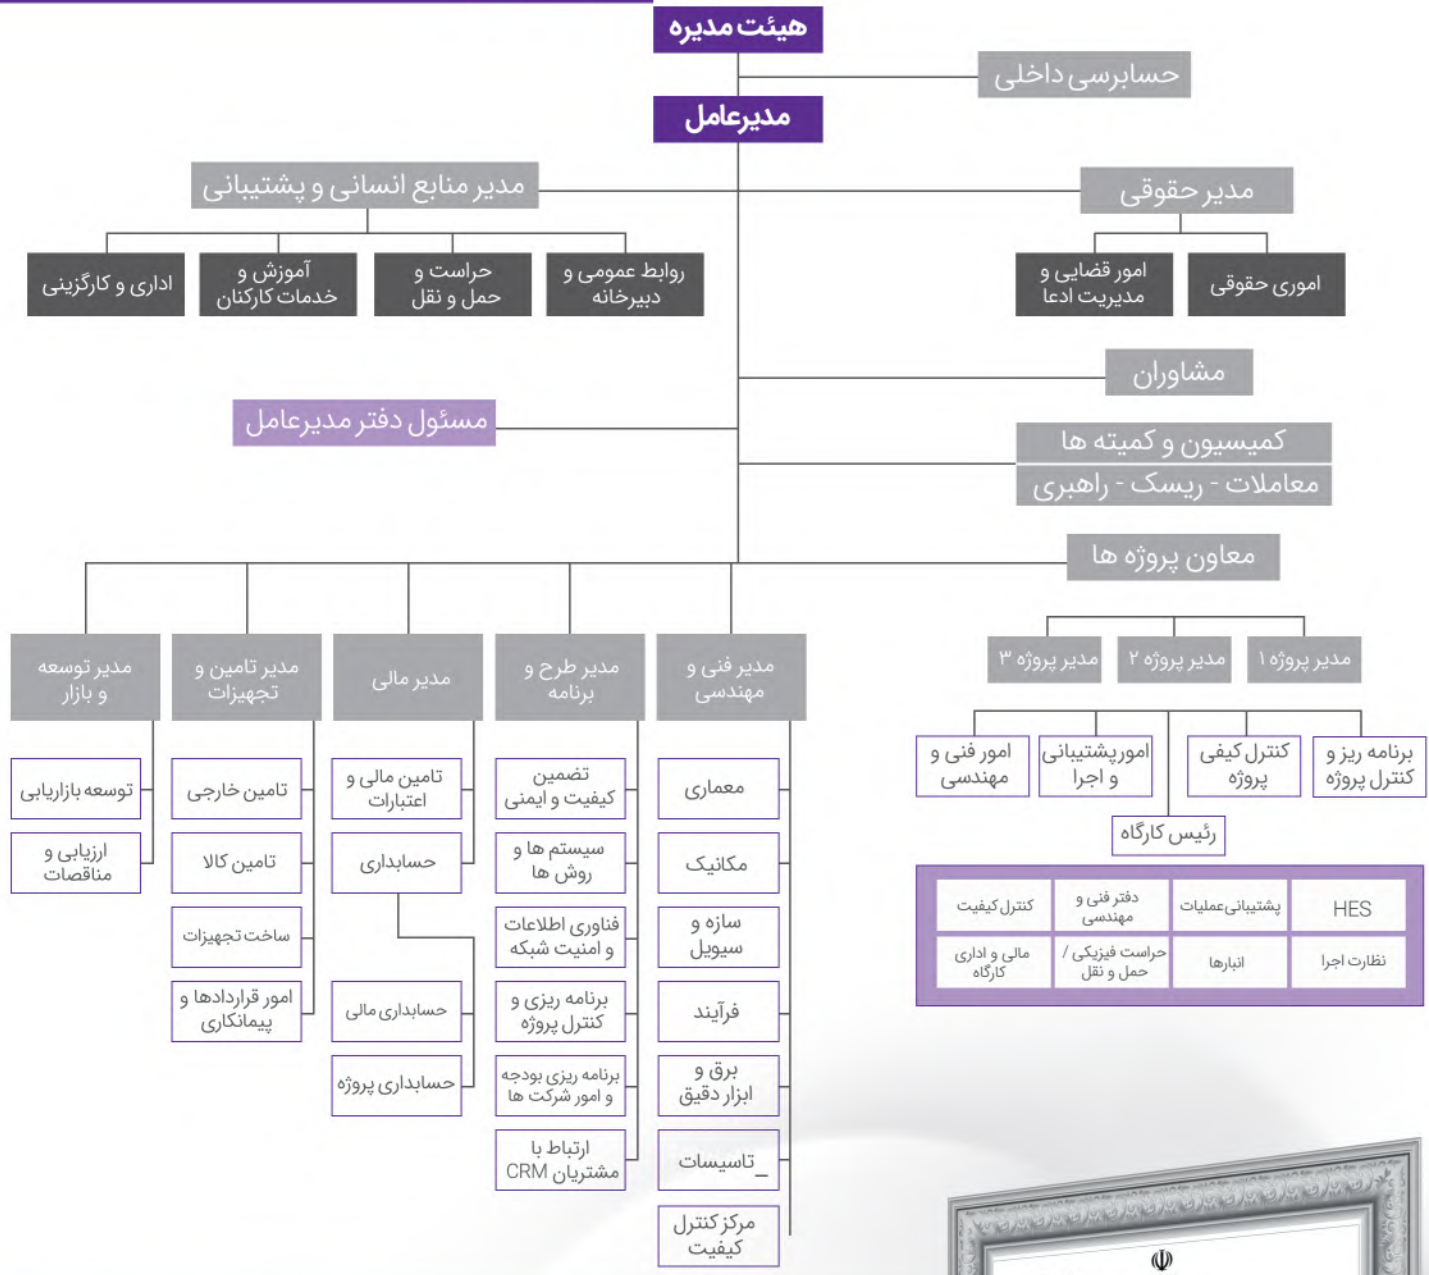 هیئت مدیره
حسابرسی داخلی
مدیرعامل
مدیر حقوقی
مدیر منابع انسانی و پشتیبانی
اموری حقوقی
امور قضایی و
مدیریت ادعا
روابط عمومی و
دبیرخانه
حراست و
حمل و نقل
آموزش و
خدمات کارکنان
اداری و کارگزینی
مشاوران
مسئول دفتر مدیرعامل
کمیسیون و کمیته ها
معاملات - ریسک - راهبری
معاون پروژه ها
مدیر پروژه ۱
مدیر پروژه ۲
مدیر پروژه ۳
برنامه ریز و
کنترل پروژه
کنترل کیفی
پروژه
امورپشتیبانی
و اجرا
امور فنی و
مهندسی
رئیس کارگاه
HES
پشتیبانی عملیات
دفتر فنی و
مهندسی
کنترل کیفیت
نظارت اجرا
انبارها
حراست فیزیکی /
حمل و نقل
مالی و اداری
کارگاه
مدیر فنی و
مهندسی
معماری
مکانیک
سازه و
سیویل
فرآیند
برق و
ابزار دقیق
تاسیسات
_
مرکز کنترل
کیفیت
مدیر طرح و
برنامه
تضمین
کیفیت و ایمنی
سیستم ها و
روش ها
فناوری اطلاعات
و امنیت شبکه
برنامه ریزی و
کنترل پروژه
برنامه ریزی بودجه
و امور شرکت ها
ارتباط با
مشتریان CRM
مدیر مالی
تامین مالی و
اعتبارات
حسابداری
حسابداری مالی
حسابداری پروژه
مدیر تامین و
تجهیزات
تامین خارجی
تامین کالا
ساخت تجهیزات
امور قراردادها و
پیمانکاری
مدیر توسعه
و بازار
توسعه بازاریابی
ارزیابی و
مناقصات